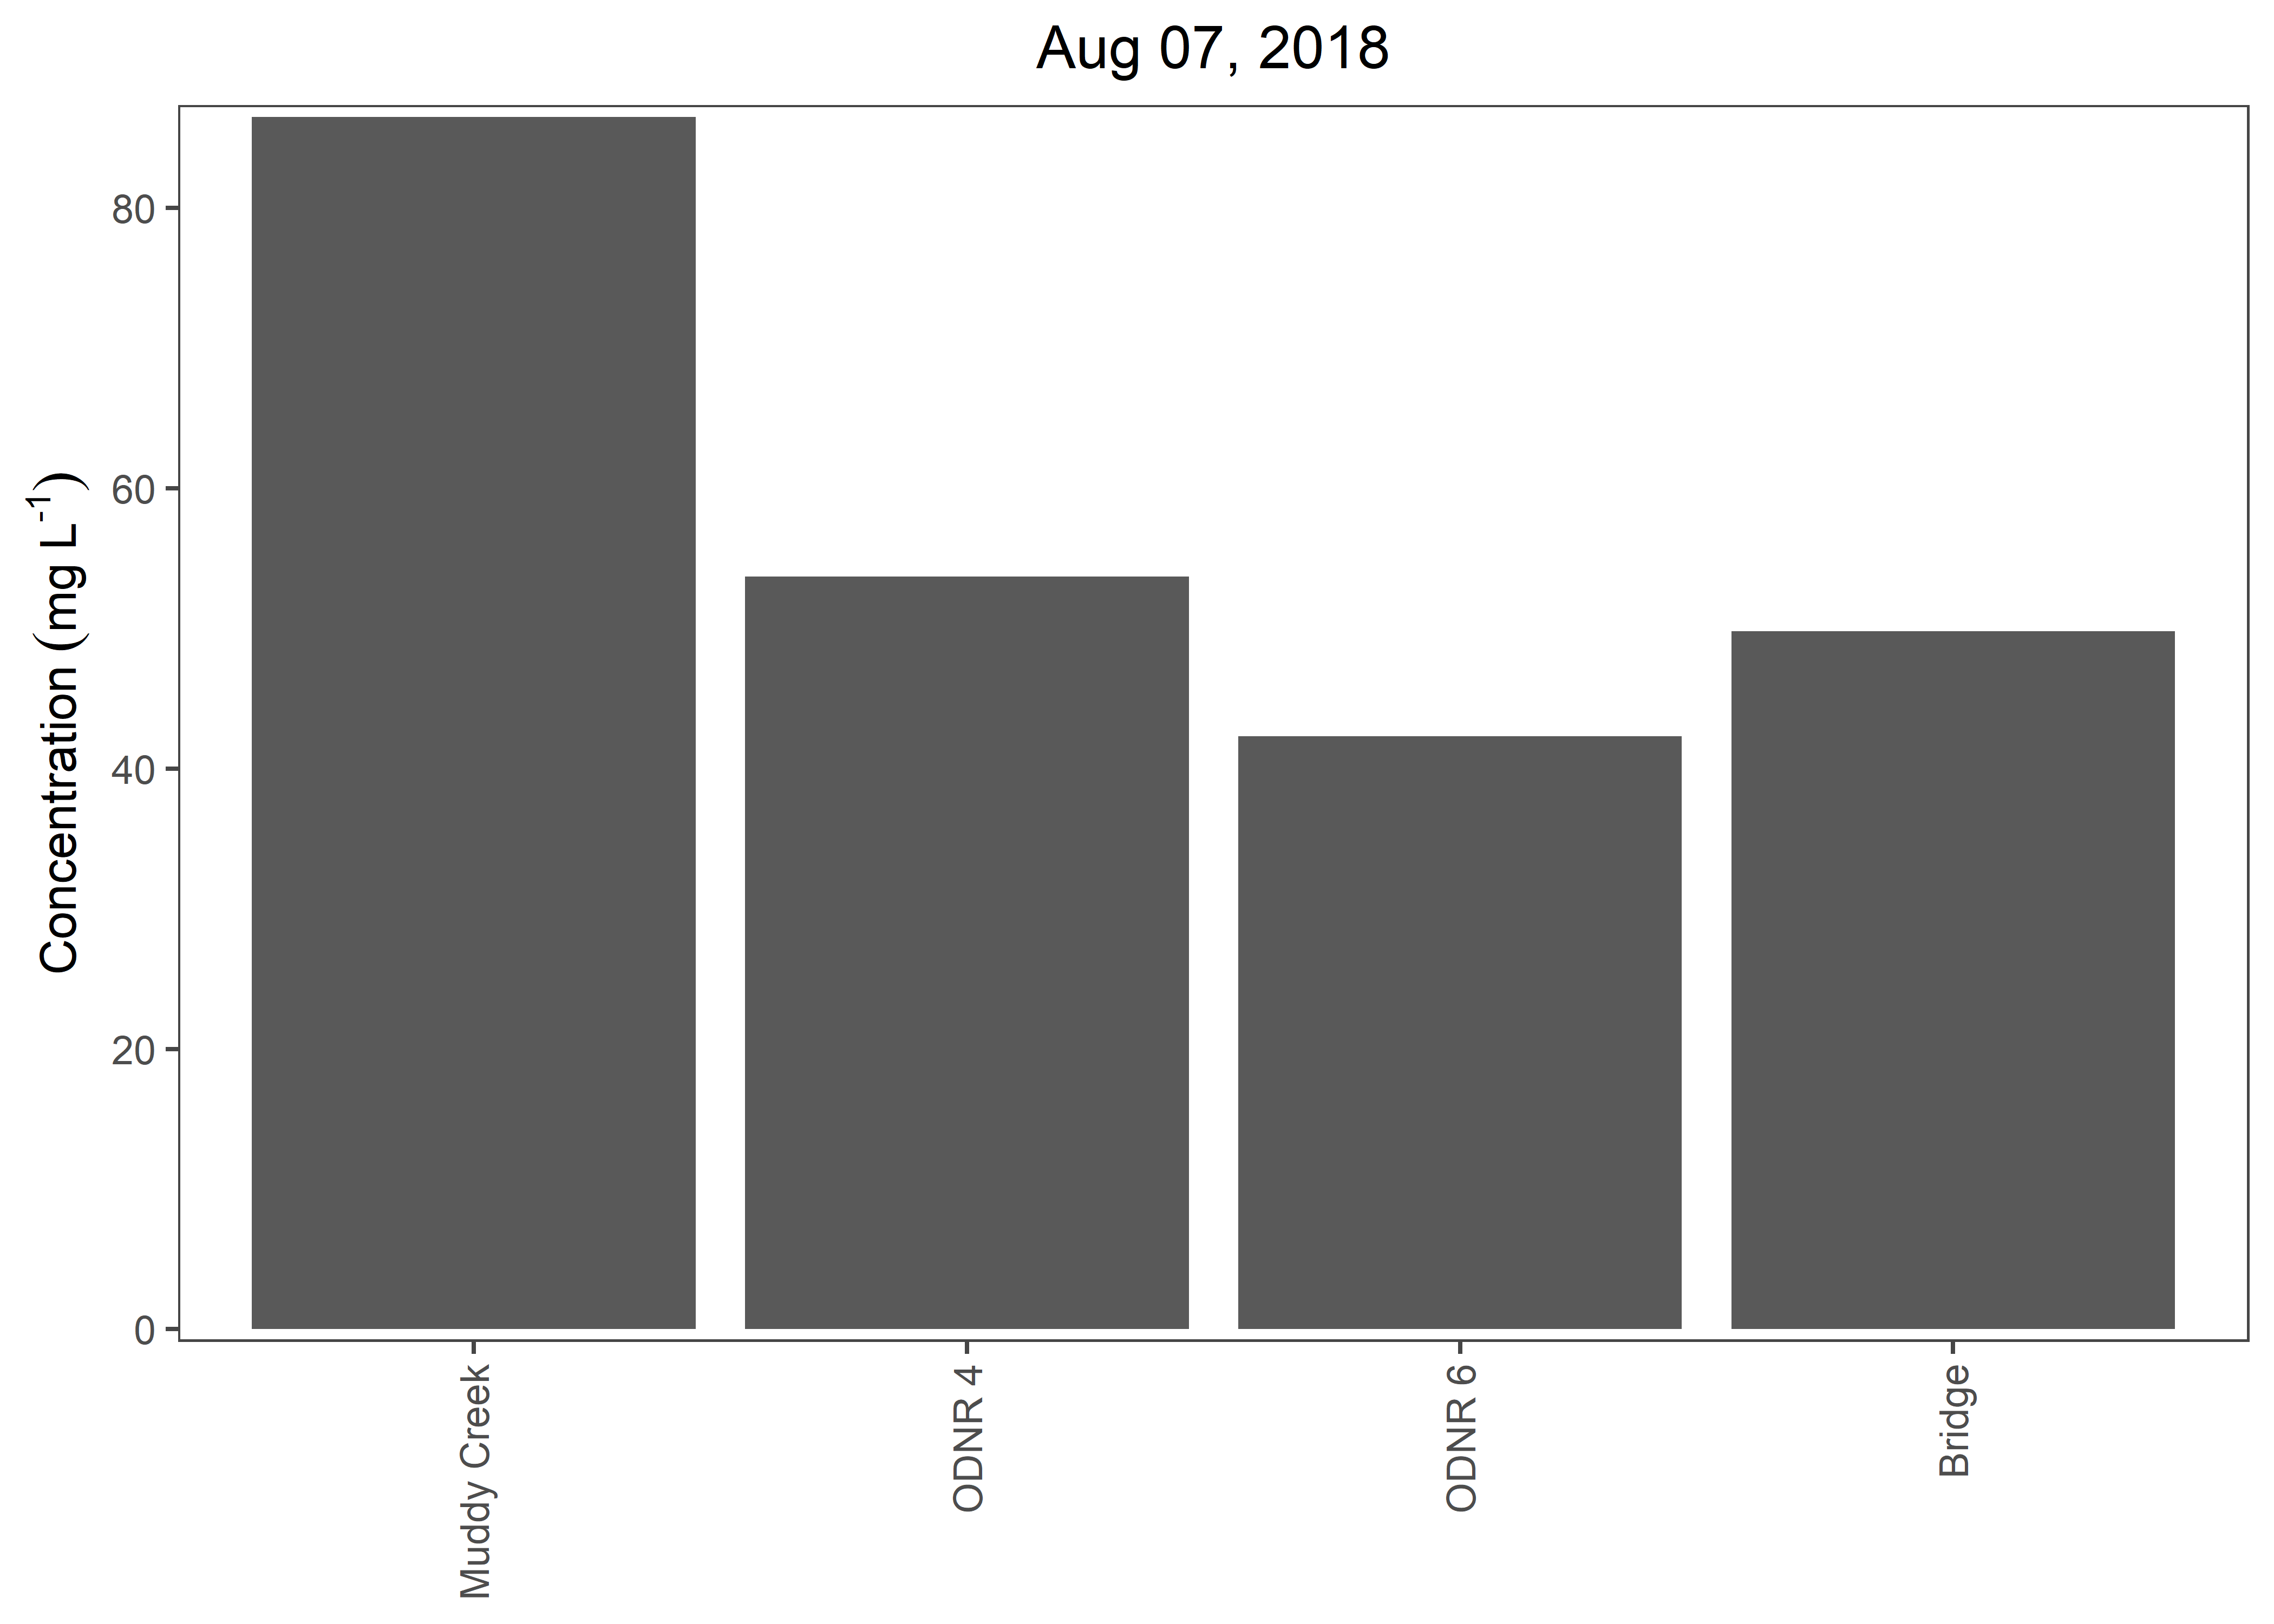 Aug 07, 2018
Concentration (mg L⁻¹)
80
60
40
20
0
Muddy Creek
ODNR 4
ODNR 6
Bridge